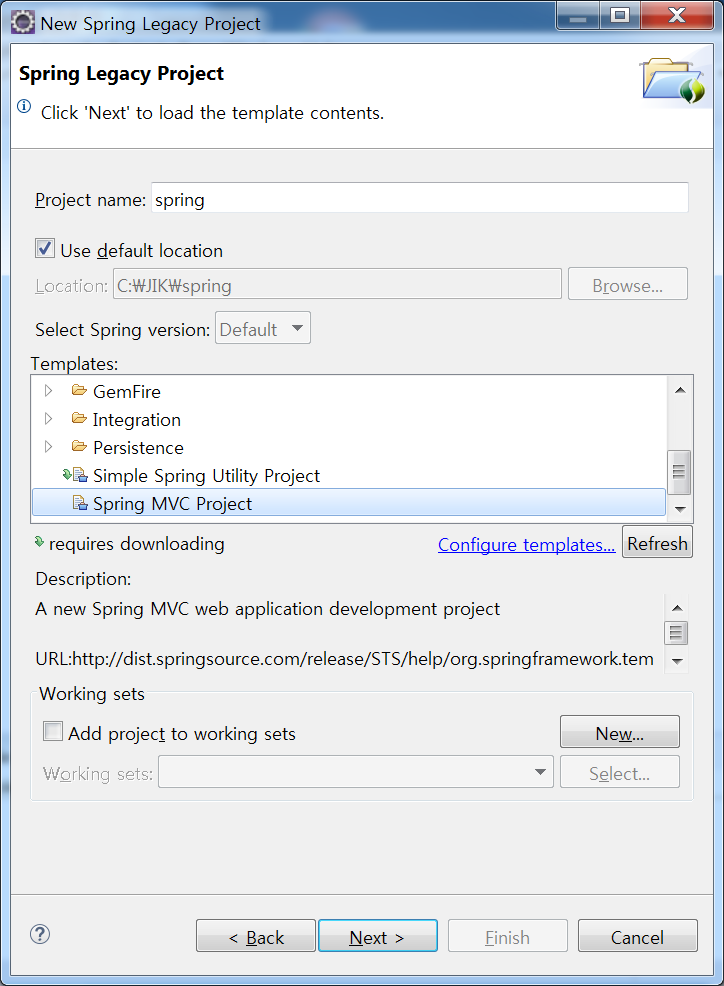 New Spring Legacy Project
Spring Legacy Project
Click 'Next' to load the template contents.
Project name: spring
Use default location
Location: C:₩JIK₩spring Browse...
Select Spring version: Default
Templates:
GemFire
Integration
Persistence
Simple Spring Utility Project
Spring MVC Project
requires downloading Configure templates... Refresh
Description:
A new Spring MVC web application development project
URL:http://dist.springsource.com/release/STS/help/org.springframework.tem
Working sets
Add project to working sets New...
Working sets: Select...
< Back Next > Finish Cancel